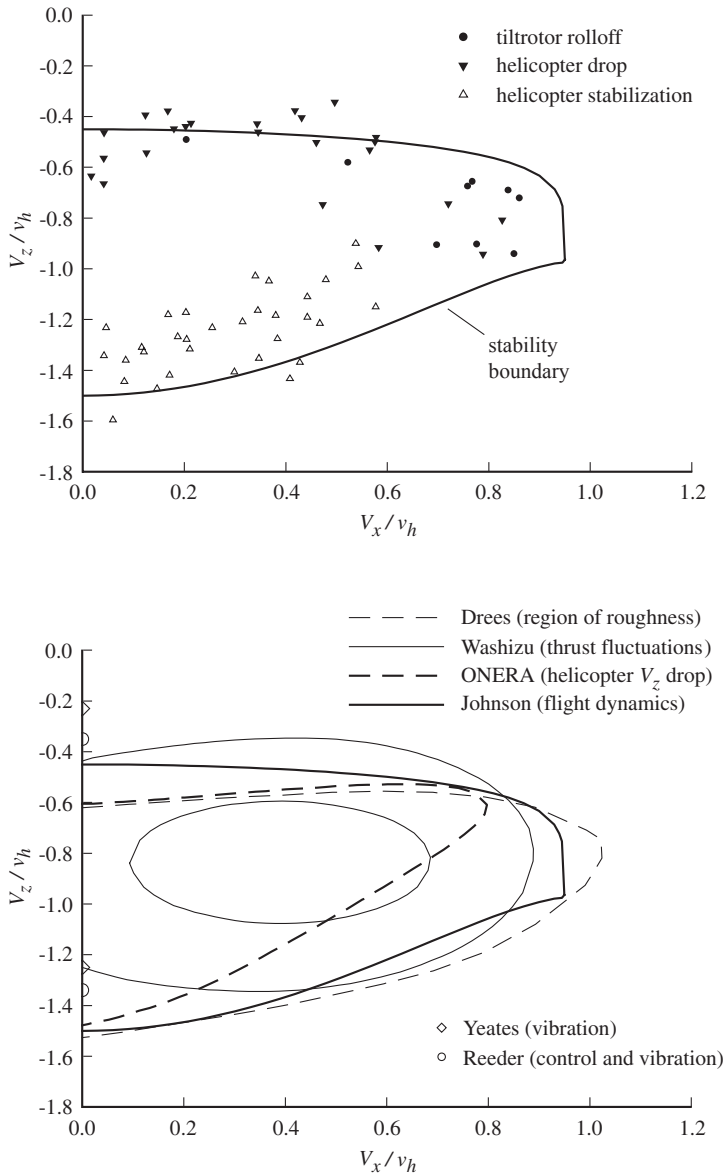 0.0
-0.2
-0.4
-0.6
-0.8
-1.0
-1.2
-1.4
-1.6
-1.8
V_z / v_h
0.0 0.2 0.4 0.6 0.8 1.0 1.2
V_x / v_h
tiltrotor rolloff
helicopter drop
helicopter stabilization
stability
boundary
Drees (region of roughness)
Washizu (thrust fluctuations)
ONERA (helicopter V_z drop)
Johnson (flight dynamics)
0.0
-0.2
-0.4
-0.6
-0.8
-1.0
-1.2
-1.4
-1.6
-1.8
V_z / v_h
Yeates (vibration)
Reeder (control and vibration)
0.0 0.2 0.4 0.6 0.8 1.0 1.2
V_x / v_h